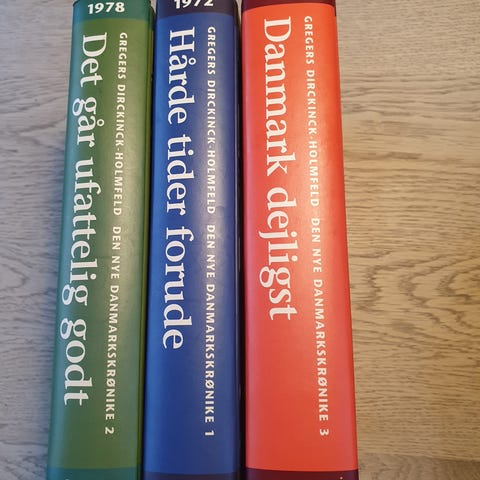 1978
GREGERS DIRCKINCK-HOLMFELD DEN NYE DANMARKSKRØNIKE 2
Det går ufattelig godt
1972
GREGERS DIRCKINCK-HOLMFELD DEN NYE DANMARKSKRØNIKE 1
Hårde tider forude
GREGERS DIRCKINCK-HOLMFELD DEN NYE DANMARKSKRØNIKE 3
Danmark dejligst